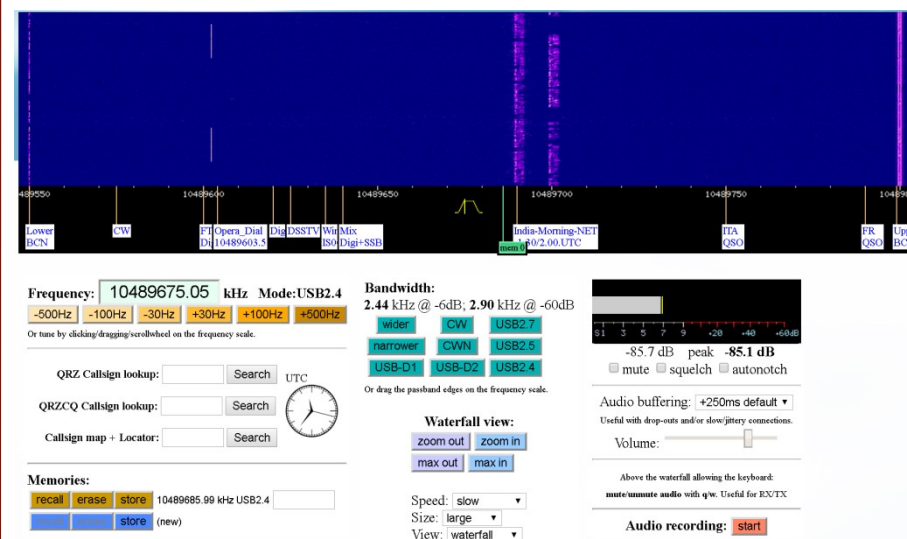 489550 10489600 10489650 10489700 10489750 10489
Lower CW FT Opera_Dial Dig DSSTV Win Mix India-Morning-NET ITA FR Upp
BCN Di 10489603.5 ISO Digi+SSB .30/2.00.UTC QSO QSO BC
mem 0
Frequency: 10489675.05 kHz Mode:USB2.4
-500Hz -100Hz -30Hz +30Hz +100Hz +500Hz
Or tune by clicking/dragging/scrollwheel on the frequency scale.
QRZ Callsign lookup: Search UTC
QRZCQ Callsign lookup: Search
Callsign map + Locator: Search
Memories:
recall erase store 10489685.99 kHz USB2.4
store (new)
Bandwidth:
2.44 kHz @ -6dB; 2.90 kHz @ -60dB
wider CW USB2.7
narrower CWN USB2.5
USB-D1 USB-D2 USB2.4
Or drag the passband edges on the frequency scale.
Waterfall view:
zoom out zoom in
max out max in
Speed: slow
Size: large
View: waterfall
S1 3 5 7 9 +20 +40 +60dB
-85.7 dB peak -85.1 dB
mute squelch autonotch
Audio buffering: +250ms default
Useful with drop-outs and/or slow/jittery connections.
Volume:
Above the waterfall allowing the keyboard:
mute/unmute audio with q/w. Useful for RX/TX
Audio recording: start